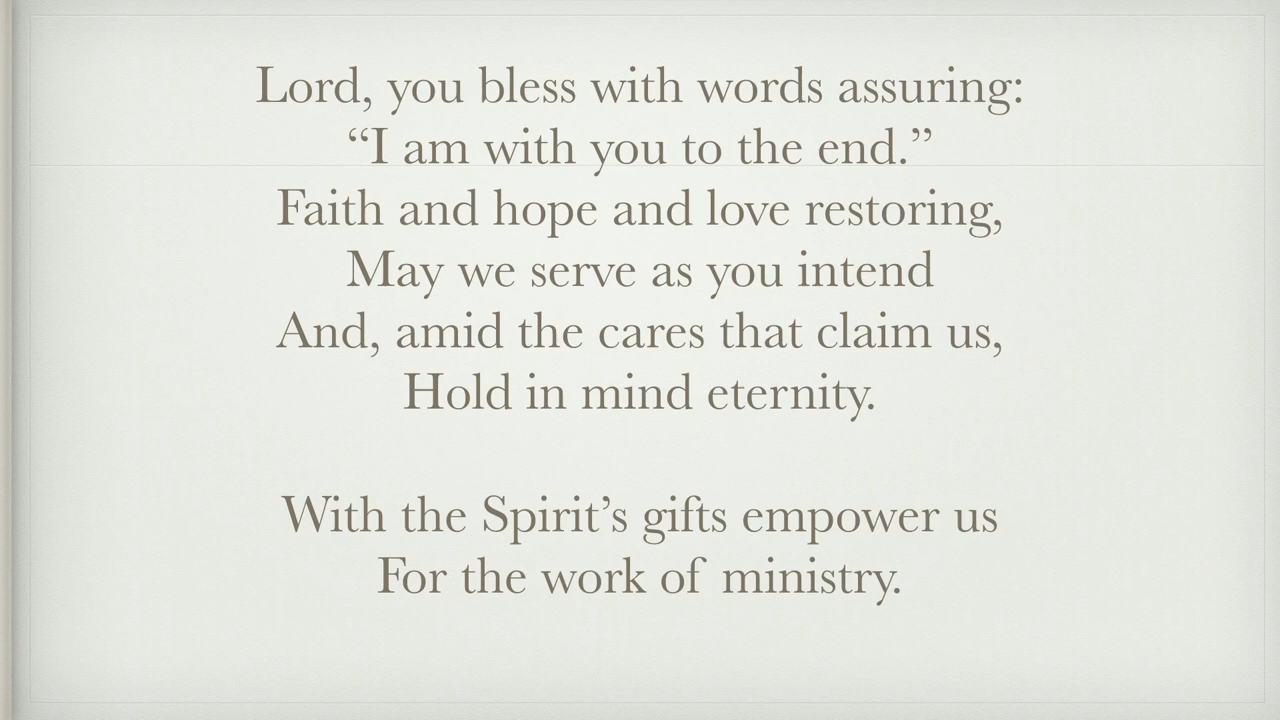 Lord, you bless with words assuring:
“I am with you to the end.”
Faith and hope and love restoring,
May we serve as you intend
And, amid the cares that claim us,
Hold in mind eternity.
With the Spirit’s gifts empower us
For the work of ministry.